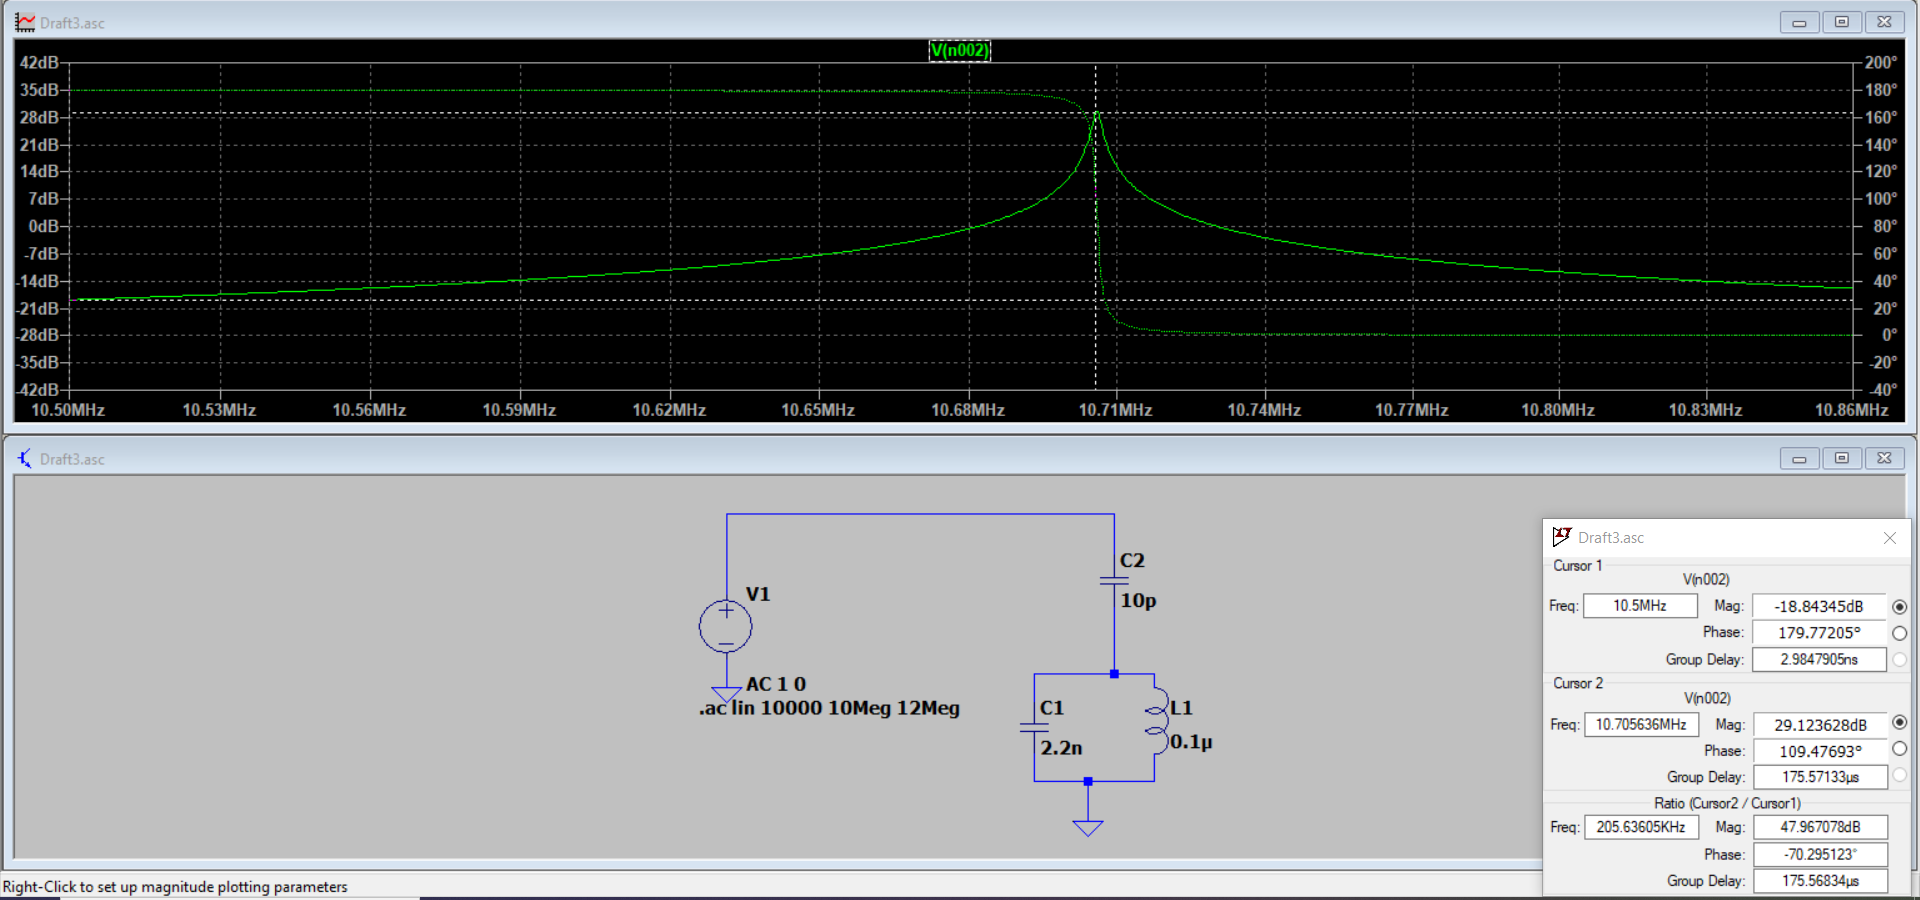 Draft3.asc
V(n002)
42dB
35dB
28dB
21dB
14dB
7dB
0dB
-7dB
-14dB
-21dB
-28dB
-35dB
-42dB
200°
180°
160°
140°
120°
100°
80°
60°
40°
20°
0°
-20°
-40°
10.50MHz 10.53MHz 10.56MHz 10.59MHz 10.62MHz 10.65MHz 10.68MHz 10.71MHz 10.74MHz 10.77MHz 10.80MHz 10.83MHz 10.86MHz
Draft3.asc
V1
AC 1 0
.ac lin 10000 10Meg 12Meg
C2
10p
C1
2.2n
L1
0.1µ
Draft3.asc
Cursor 1
V(n002)
Freq: 10.5MHz Mag: -18.84345dB
Phase: 179.77205°
Group Delay: 2.9847905ns
Cursor 2
V(n002)
Freq: 10.705636MHz Mag: 29.123628dB
Phase: 109.47693°
Group Delay: 175.57133µs
Ratio (Cursor2 / Cursor1)
Freq: 205.63605KHz Mag: 47.967078dB
Phase: -70.295123°
Group Delay: 175.56834µs
Right-Click to set up magnitude plotting parameters